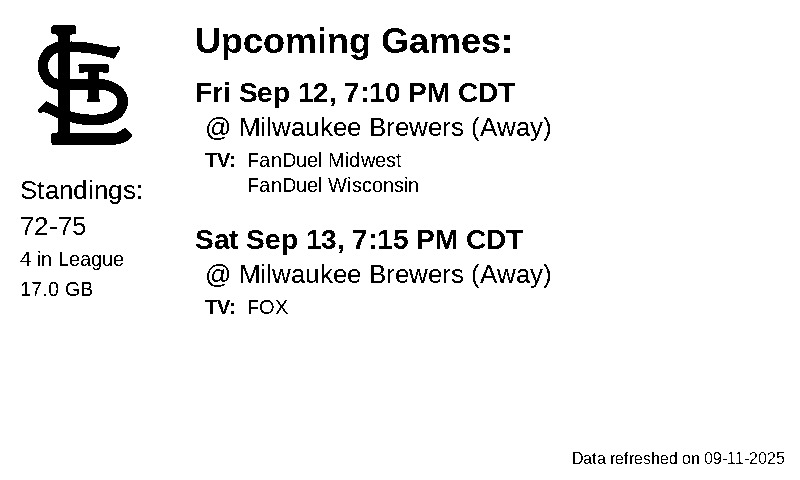 STL
Standings:
72-75
4 in League
17.0 GB
Upcoming Games:
Fri Sep 12, 7:10 PM CDT
@ Milwaukee Brewers (Away)
TV: FanDuel Midwest
FanDuel Wisconsin
Sat Sep 13, 7:15 PM CDT
@ Milwaukee Brewers (Away)
TV: FOX
Data refreshed on 09-11-2025